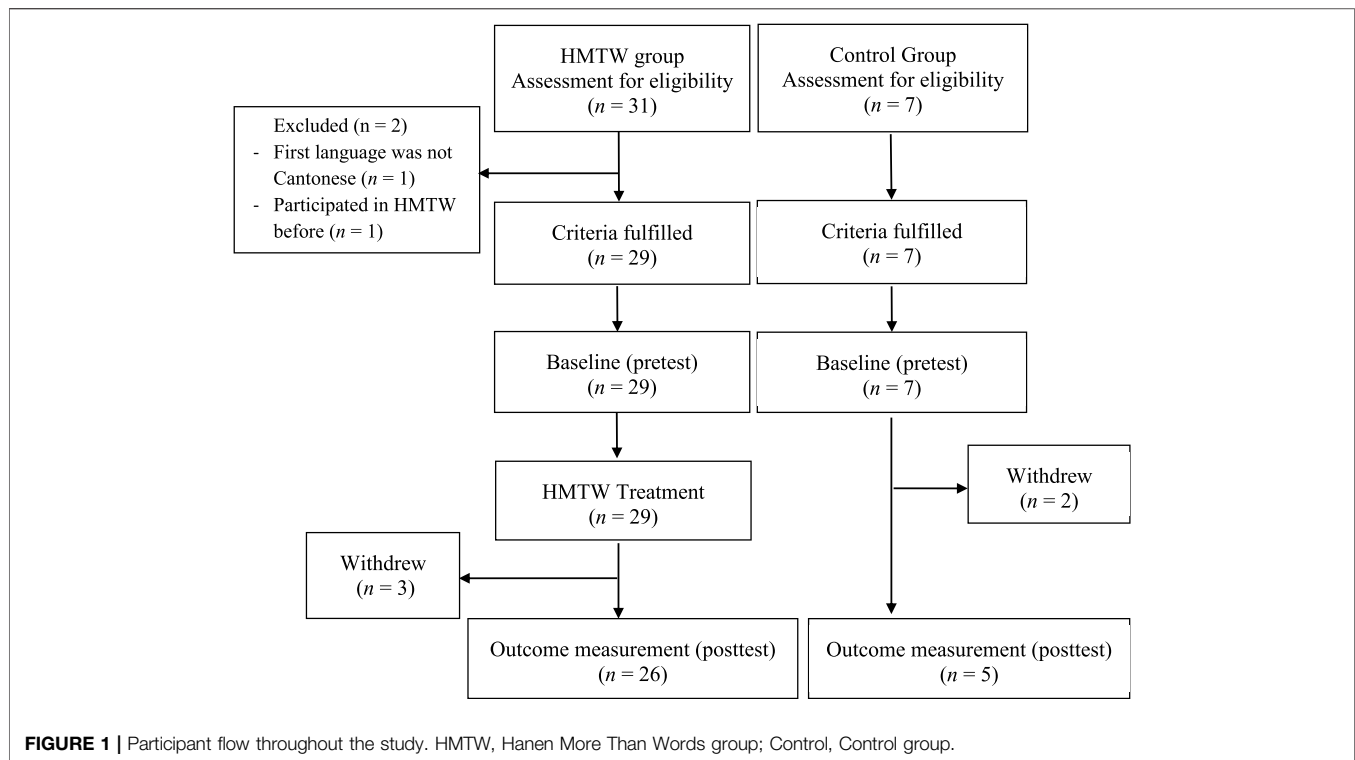 HMTW group
Assessment for eligibility
(n = 31)
Control Group
Assessment for eligibility
(n = 7)
Excluded (n = 2)
- First language was not
Cantonese (n = 1)
- Participated in HMTW
before (n = 1)
Criteria fulfilled
(n = 29)
Criteria fulfilled
(n = 7)
Baseline (pretest)
(n = 29)
Baseline (pretest)
(n = 7)
HMTW Treatment
(n = 29)
Withdrew
(n = 2)
Withdrew
(n = 3)
Outcome measurement (posttest)
(n = 26)
Outcome measurement (posttest)
(n = 5)
FIGURE 1 | Participant flow throughout the study. HMTW, Hanen More Than Words group; Control, Control group.